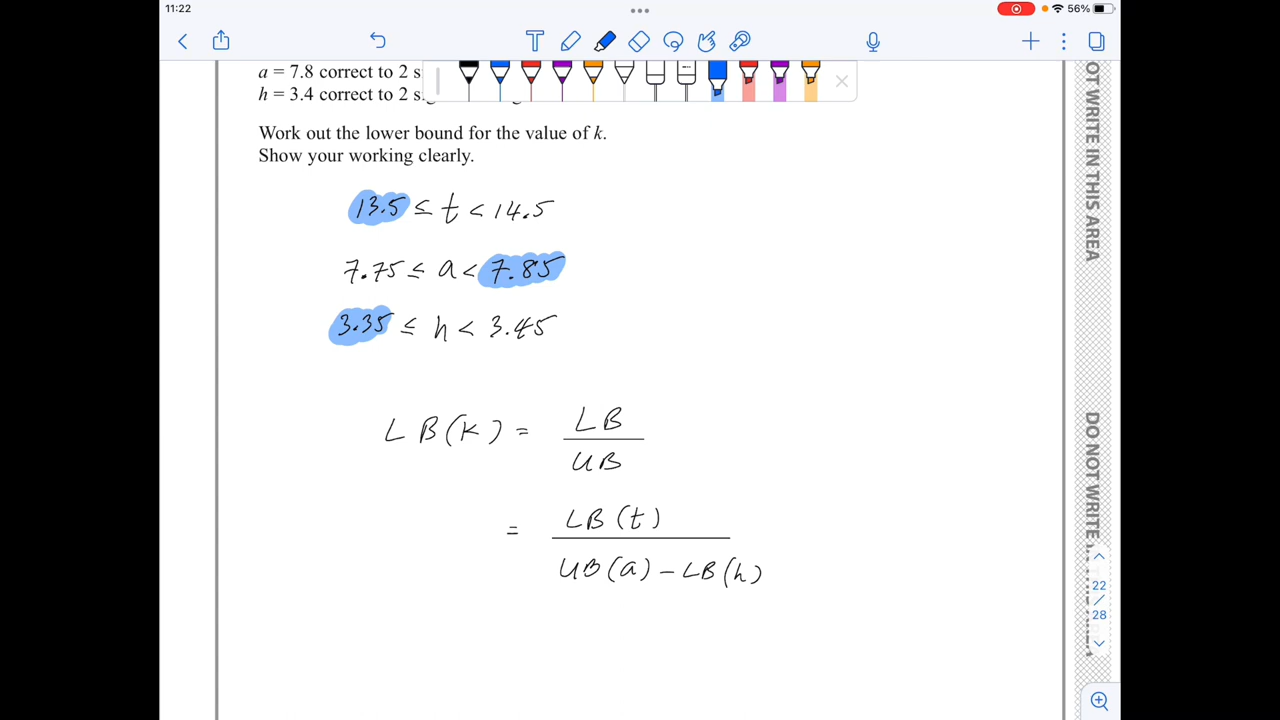 11:22
56%
a = 7.8 correct to 2 s
h = 3.4 correct to 2 s
Work out the lower bound for the value of k.
Show your working clearly.
13.5 ≤ t < 14.5
7.75 ≤ a < 7.85
3.35 ≤ h < 3.45
LB(K) = LB / UB
= LB(t) / UB(a) - LB(h)
OT WRITE IN THIS AREA
DO NOT WRITE
22
/
28